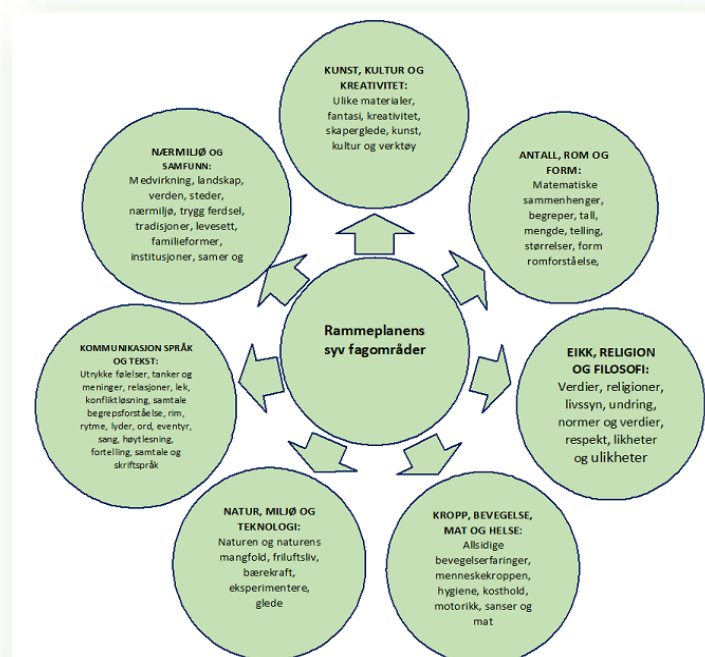 KUNST, KULTUR OG
KREATIVITET:
Ulike materialer,
fantasi, kreativitet,
skaperglede, kunst,
kultur og verktøy
ANTALL, ROM OG
FORM:
Matematiske
sammenhenger,
begreper, tall,
mengde, telling,
størrelser, form
romforståelse,
EIKK, RELIGION
OG FILOSOFI:
Verdier, religioner,
livssyn, undring,
normer og verdier,
respekt, likheter
og ulikheter
KROPP, BEVEGELSE,
MAT OG HELSE:
Allsidige
bevegelserfaringer,
menneskekroppen,
hygiene, kosthold,
motorikk, sanser og
mat
NATUR, MILJØ OG
TEKNOLOGI:
Naturen og naturens
mangfold, friluftsliv,
bærekraft,
eksperimentere,
glede
KOMMUNIKASJON SPRÅK
OG TEKST:
Utrykke følelser, tanker og
meninger, relasjoner, lek,
konfliktløsning, samtale
begrepsforståelse, rim,
rytme, lyder, ord, eventyr,
sang, høytlesning,
fortelling, samtale og
skriftspråk
NÆRMILJØ OG
SAMFUNN:
Medvirkning, landskap,
verden, steder,
nærmiljø, trygg ferdsel,
tradisjoner, levesett,
familieformer,
institusjoner, samer og
Rammeplanens
syv fagområder